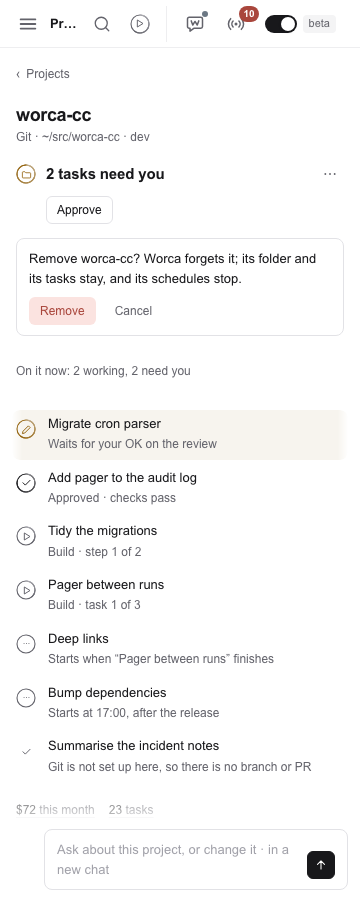 Pr…
10
beta
‹ Projects
worca-cc
Git · ~/src/worca-cc · dev
2 tasks need you
Approve
Remove worca-cc? Worca forgets it; its folder and
its tasks stay, and its schedules stop.
Remove
Cancel
On it now: 2 working, 2 need you
Migrate cron parser
Waits for your OK on the review
Add pager to the audit log
Approved · checks pass
Tidy the migrations
Build · step 1 of 2
Pager between runs
Build · task 1 of 3
Deep links
Starts when “Pager between runs” finishes
Bump dependencies
Starts at 17:00, after the release
Summarise the incident notes
Git is not set up here, so there is no branch or PR
$72 this month 23 tasks
Ask about this project, or change it · in a
new chat